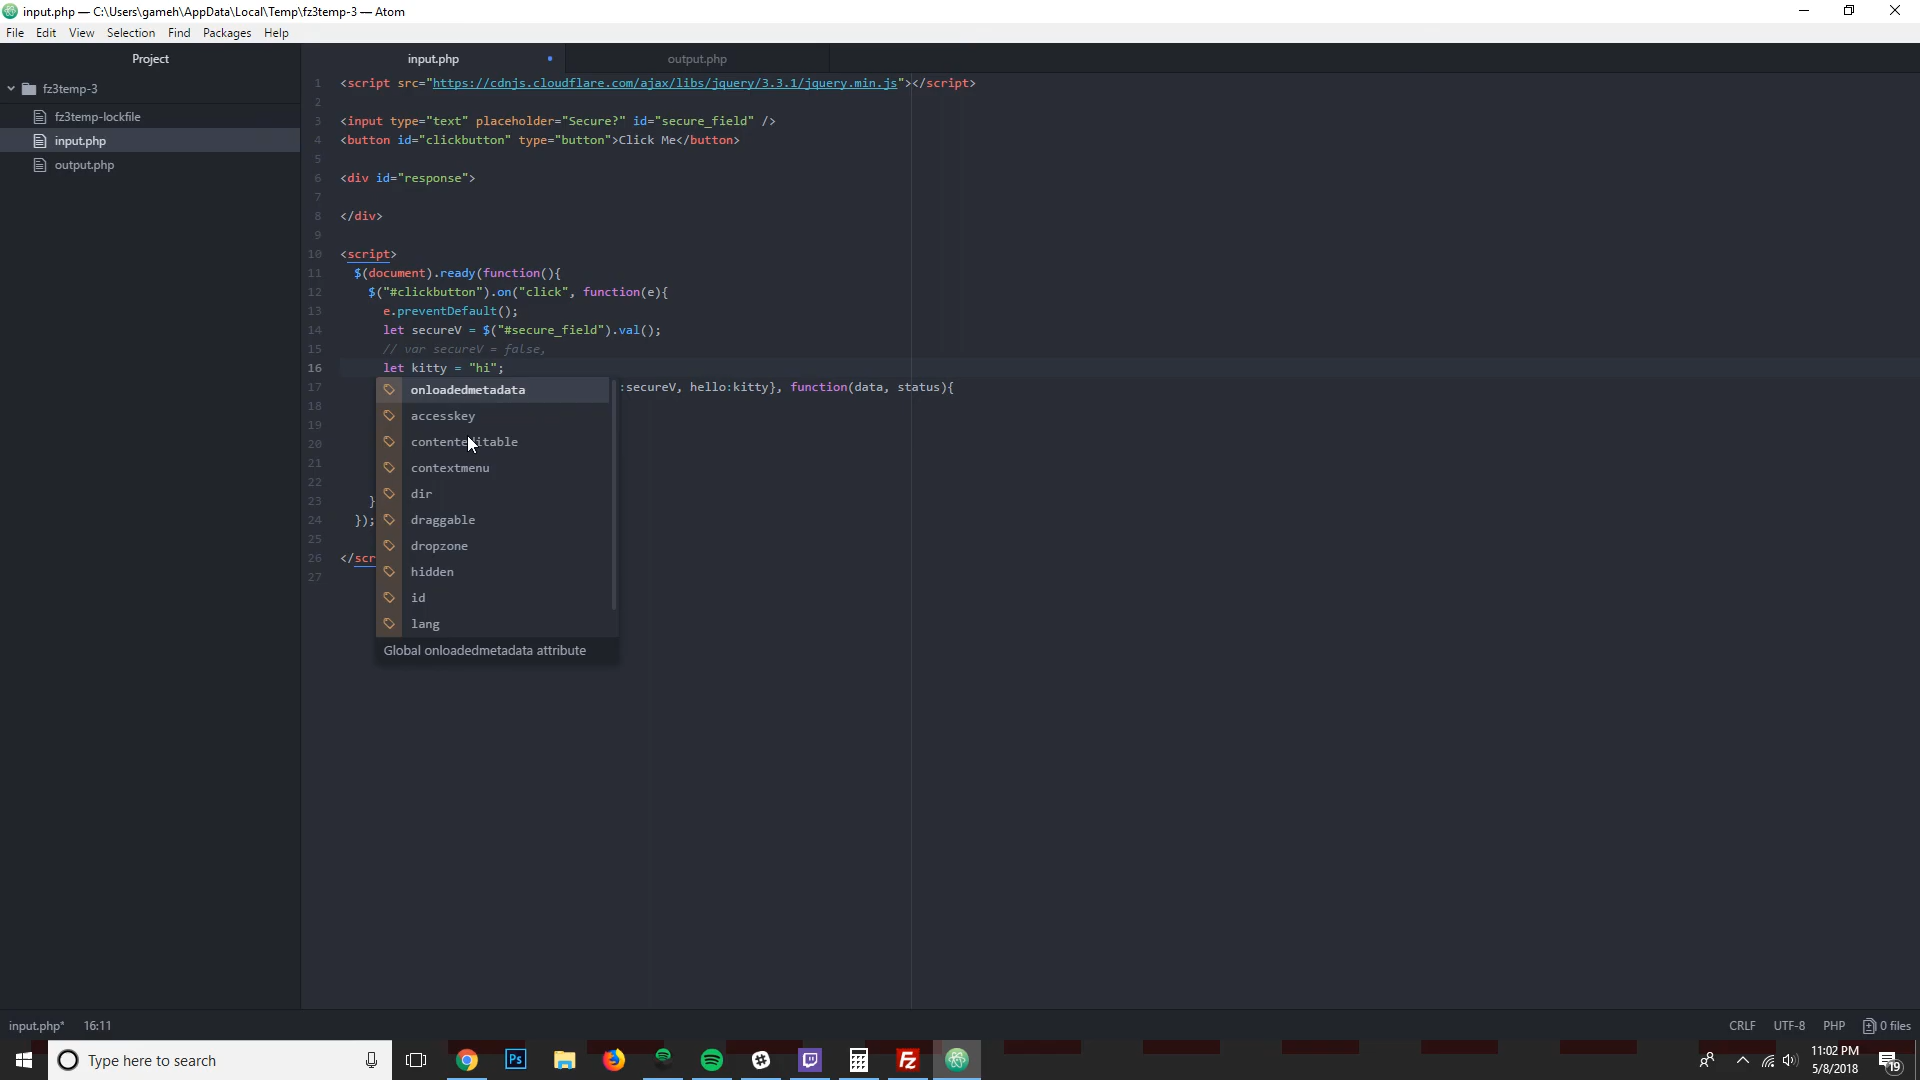 input.php — C:\Users\gameh\AppData\Local\Temp\fz3temp-3 — Atom
File Edit View Selection Find Packages Help
Project
input.php
output.php
fz3temp-3
fz3temp-lockfile
input.php
output.php
1 <script src="https://cdnjs.cloudflare.com/ajax/libs/jquery/3.3.1/jquery.min.js"></script>
2
3 <input type="text" placeholder="Secure?" id="secure_field" />
4 <button id="clickbutton" type="button">Click Me</button>
5
6 <div id="response">
7
8 </div>
9
10 <script>
11 $(document).ready(function(){
12 $("#clickbutton").on("click", function(e){
13 e.preventDefault();
14 let secureV = $("#secure_field").val();
15 // var secureV = false,
16 let kitty = "hi";
17 :secureV, hello:kitty}, function(data, status){
18
19
20
21
22
23 }
24 });
25
26 </scr
27
onloadedmetadata
accesskey
contenteditable
contextmenu
dir
draggable
dropzone
hidden
id
lang
Global onloadedmetadata attribute
input.php* 16:11
CRLF UTF-8 PHP 0 files
Type here to search
Ps
Fz
11:02 PM
5/8/2018
19